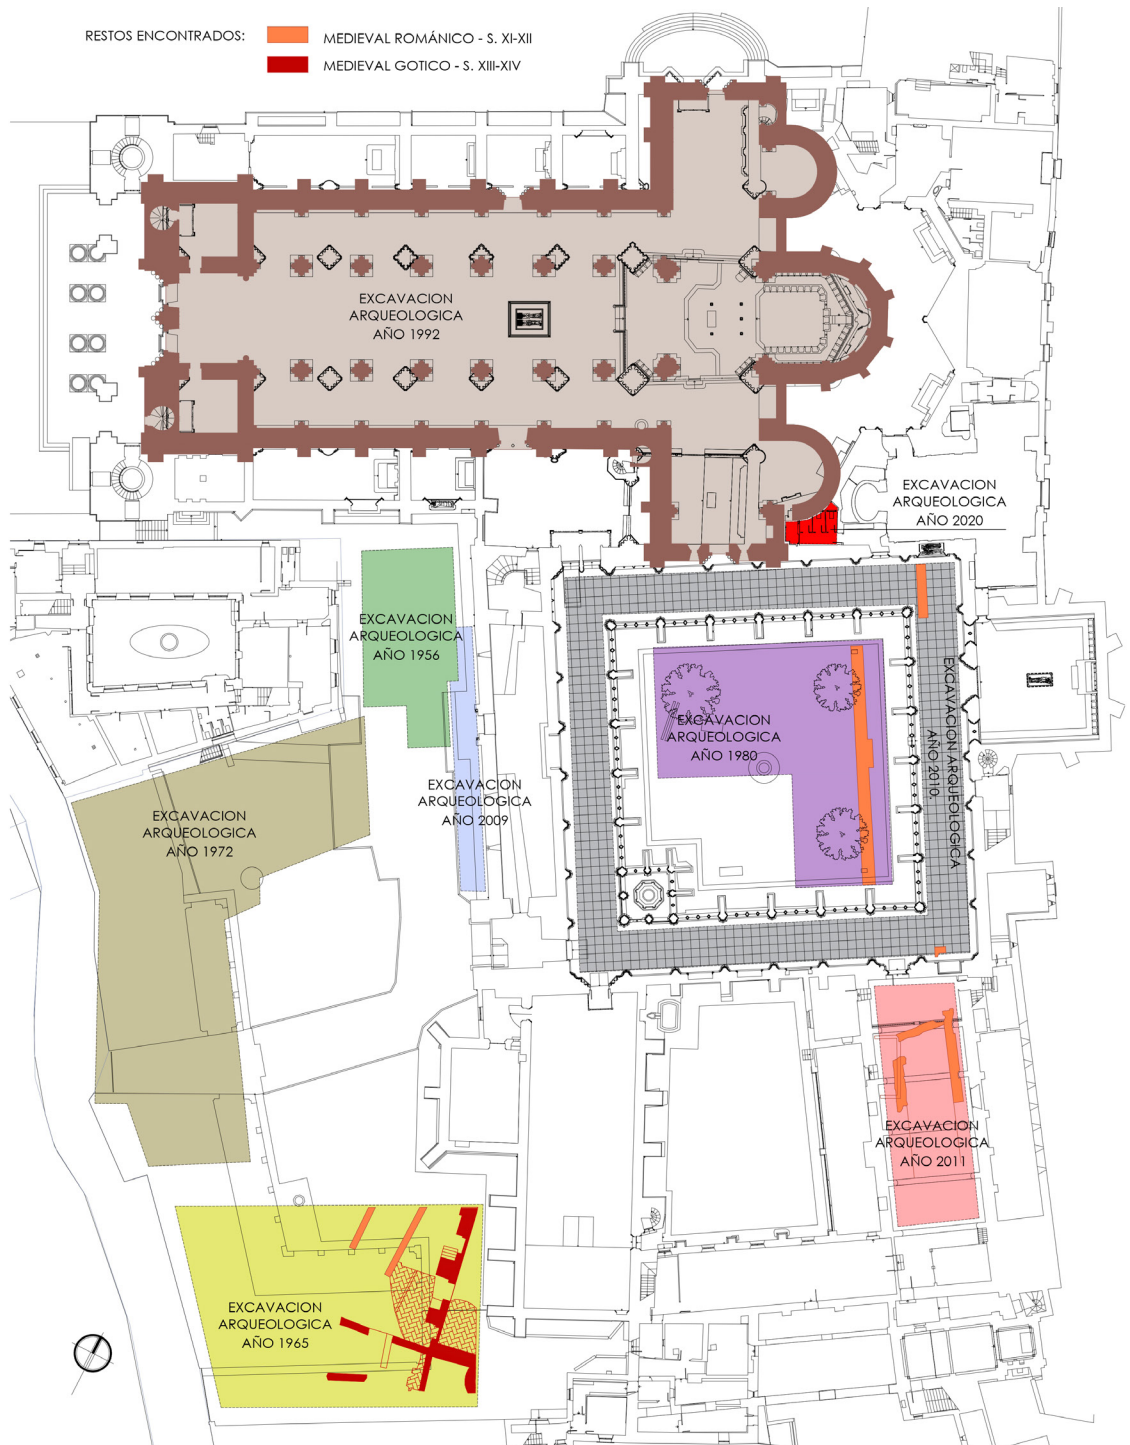 RESTOS ENCONTRADOS:
MEDIEVAL ROMÁNICO - S. XI-XII
MEDIEVAL GOTICO - S. XIII-XIV
EXCAVACION
ARQUEOLOGICA
AÑO 1992
EXCAVACION
ARQUEOLOGICA
AÑO 2020
EXCAVACION
ARQUEOLOGICA
AÑO 1956
EXCAVACION
ARQUEOLOGICA
AÑO 1980
EXCAVACION ARQUEOLOGICA
AÑO 2010.
EXCAVACION
ARQUEOLOGICA
AÑO 2009
EXCAVACION
ARQUEOLOGICA
AÑO 1972
EXCAVACION
ARQUEOLOGICA
AÑO 2011
EXCAVACION
ARQUEOLOGICA
AÑO 1965